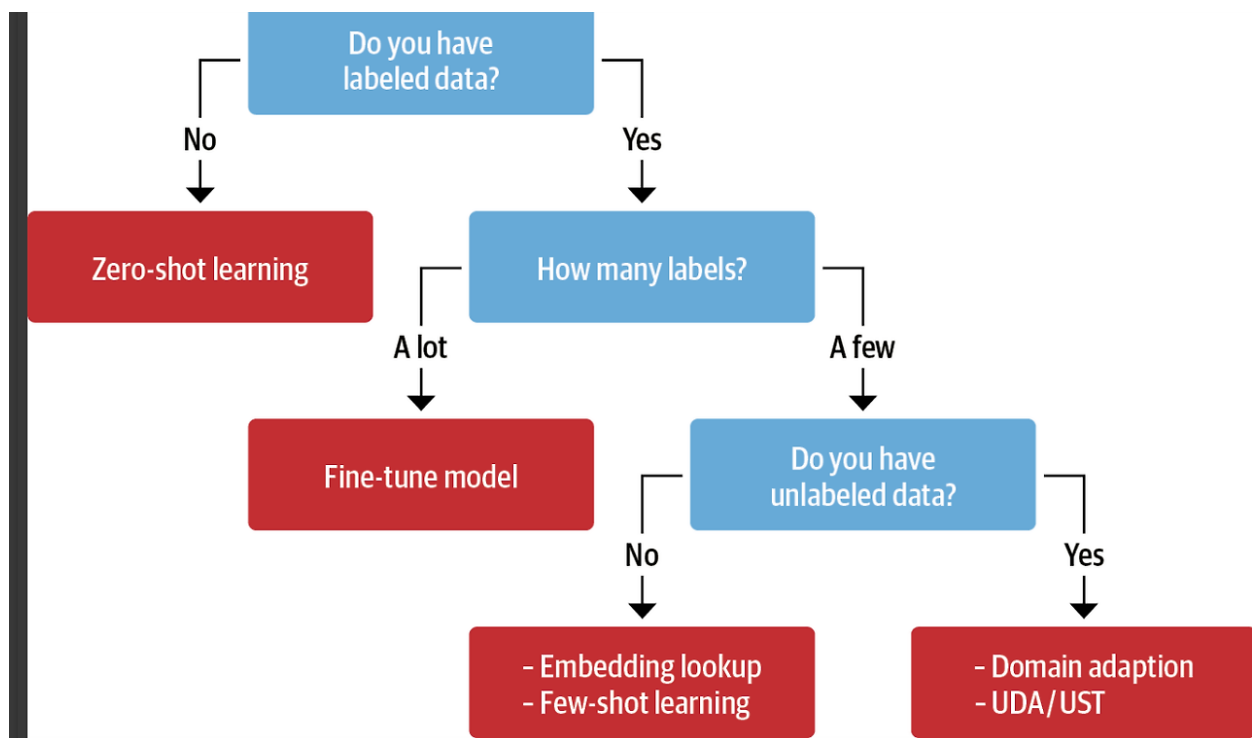 Do you have
labeled data?
No
Yes
Zero-shot learning
How many labels?
A lot
A few
Fine-tune model
Do you have
unlabeled data?
No
Yes
– Embedding lookup
– Few-shot learning
– Domain adaption
– UDA / UST